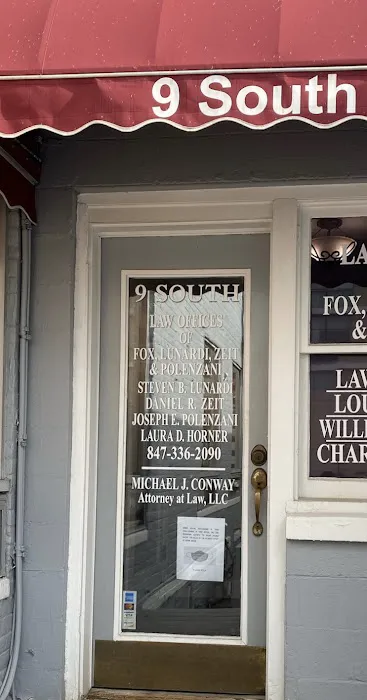 9 South
9 SOUTH
LAW OFFICES
OF
FOX, LUNARDI, ZEIT
& POLENZANI
STEVEN B. LUNARDI
DANIEL R. ZEIT
JOSEPH E. POLENZANI
LAURA D. HORNER
847-336-2090
MICHAEL J. CONWAY
Attorney at Law, LLC
LA
FOX,
&
LAW
LOU
WILL
CHAR